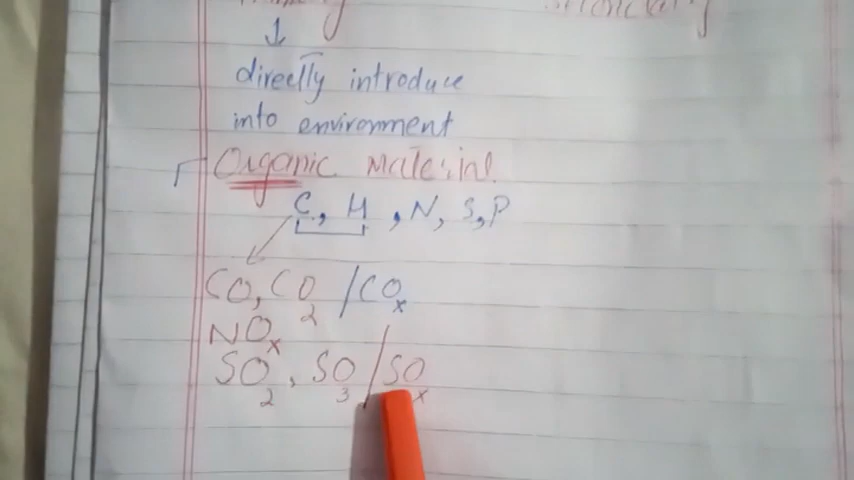 ↓
directly introduce
into environment
Organic Material
C, H, N, S, P
CO, CO2 / COx
NOx
SO2, SO3 / SOx